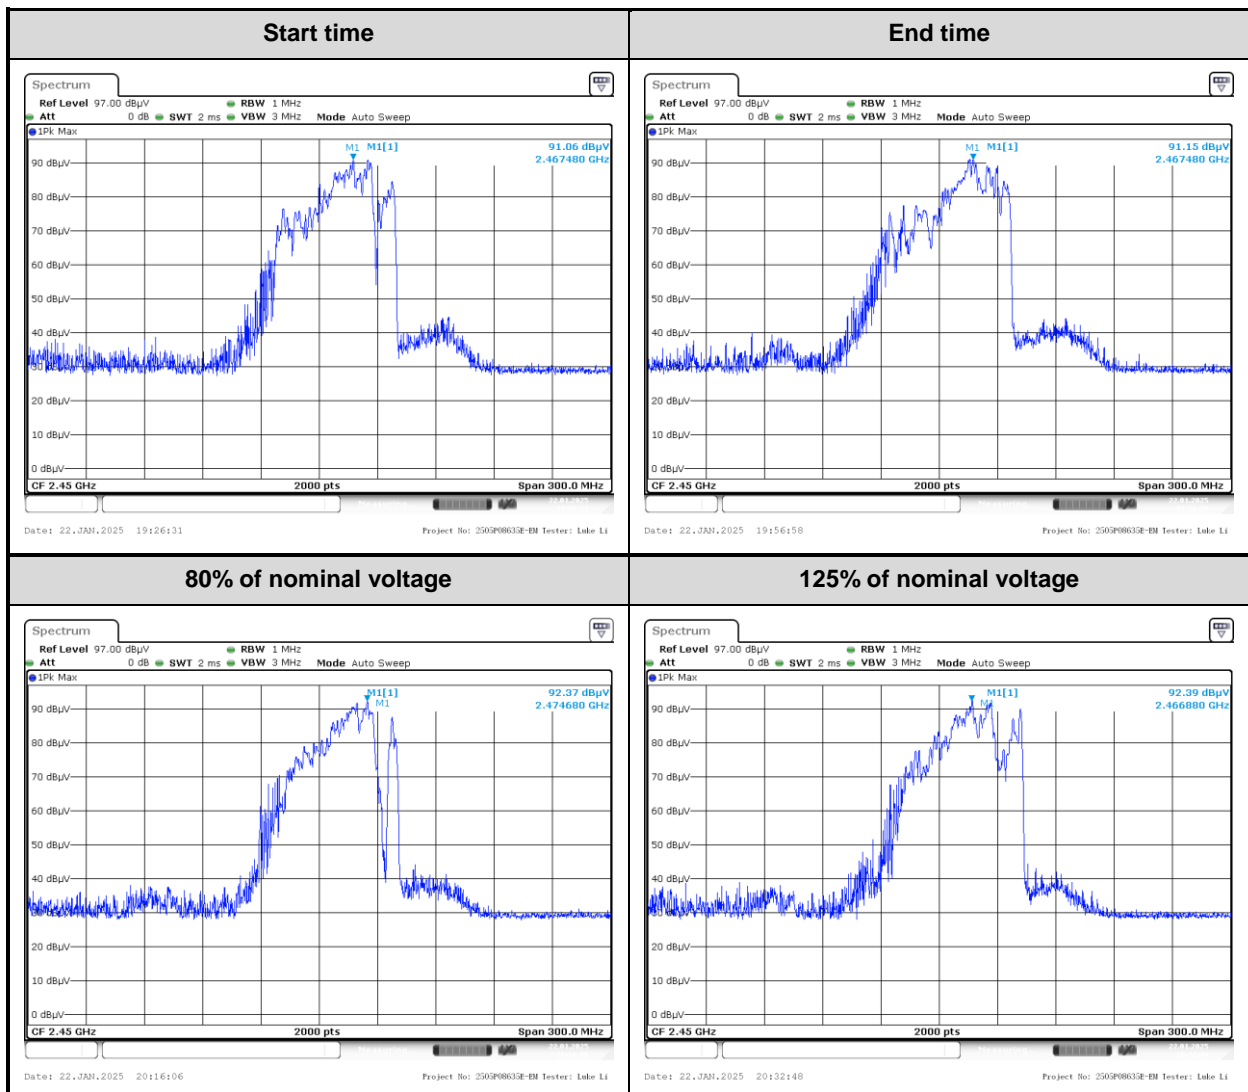 Start time
End time
Spectrum
Ref Level 97.00 dBµV
RBW 1 MHz
Att 0 dB SWT 2 ms VBW 3 MHz Mode Auto Sweep
1Pk Max
M1 M1[1]
91.06 dBµV
2.467480 GHz
90 dBµV
80 dBµV
70 dBµV
60 dBµV
50 dBµV
40 dBµV
30 dBµV
20 dBµV
10 dBµV
0 dBµV
CF 2.45 GHz 2000 pts Span 300.0 MHz
Date: 22.JAN.2025 19:26:31
Project No: 2505P08635E-EM Tester: Luke Li
Spectrum
Ref Level 97.00 dBµV
RBW 1 MHz
Att 0 dB SWT 2 ms VBW 3 MHz Mode Auto Sweep
1Pk Max
M1 M1[1]
91.15 dBµV
2.467480 GHz
90 dBµV
80 dBµV
70 dBµV
60 dBµV
50 dBµV
40 dBµV
30 dBµV
20 dBµV
10 dBµV
0 dBµV
CF 2.45 GHz 2000 pts Span 300.0 MHz
Date: 22.JAN.2025 19:56:58
Project No: 2505P08635E-EM Tester: Luke Li
80% of nominal voltage
125% of nominal voltage
Spectrum
Ref Level 97.00 dBµV
RBW 1 MHz
Att 0 dB SWT 2 ms VBW 3 MHz Mode Auto Sweep
1Pk Max
M1[1]
M1
92.37 dBµV
2.474680 GHz
90 dBµV
80 dBµV
70 dBµV
60 dBµV
50 dBµV
40 dBµV
30 dBµV
20 dBµV
10 dBµV
0 dBµV
CF 2.45 GHz 2000 pts Span 300.0 MHz
Date: 22.JAN.2025 20:16:06
Project No: 2505P08635E-EM Tester: Luke Li
Spectrum
Ref Level 97.00 dBµV
RBW 1 MHz
Att 0 dB SWT 2 ms VBW 3 MHz Mode Auto Sweep
1Pk Max
M1[1]
M1
92.39 dBµV
2.466880 GHz
90 dBµV
80 dBµV
70 dBµV
60 dBµV
50 dBµV
40 dBµV
30 dBµV
20 dBµV
10 dBµV
0 dBµV
CF 2.45 GHz 2000 pts Span 300.0 MHz
Date: 22.JAN.2025 20:32:48
Project No: 2505P08635E-EM Tester: Luke Li